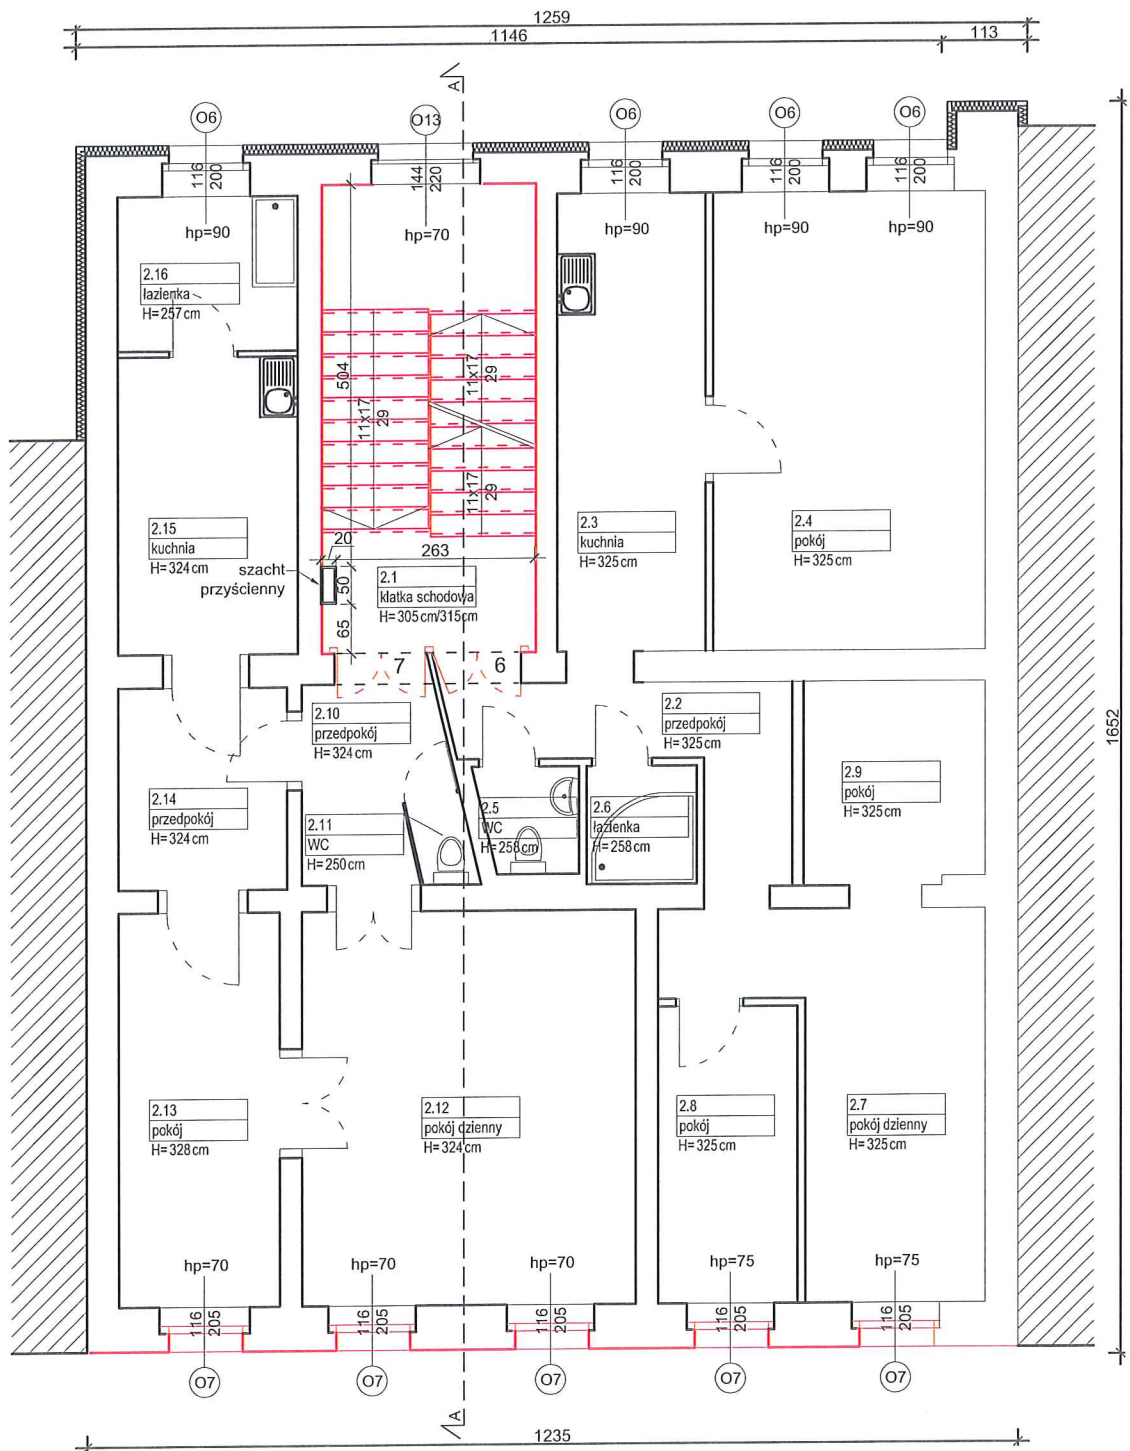 1259
1146
113
A
O6
O13
O6
O6
O6
116
200
144
220
116
200
116
200
116
200
hp=90
hp=70
hp=90
hp=90
hp=90
2.16
łazienka
H=257cm
504
11x17
29
11x17
29
11x17
29
2.15
kuchnia
H=324cm
2.3
kuchnia
H=325cm
2.4
pokój
H=325cm
20
263
szacht
przyścienny
50
65
2.1
klatka schodowa
H=305cm/315cm
7
6
2.10
przedpokój
H=324cm
2.2
przedpokój
H=325cm
1652
2.14
przedpokój
H=324cm
2.11
WC
H=250cm
2.5
WC
H=258cm
2.6
łazienka
H=258cm
2.9
pokój
H=325cm
2.13
pokój
H=328cm
2.12
pokój dzienny
H=324cm
2.8
pokój
H=325cm
2.7
pokój dzienny
H=325cm
hp=70
hp=70
hp=70
hp=75
hp=75
116
205
116
205
116
205
116
205
116
205
O7
O7
O7
O7
O7
A
1235